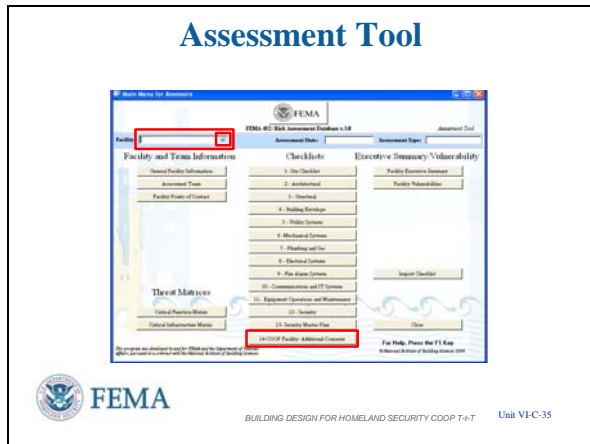 Assessment Tool
Main Menu for Assessors
FEMA
FEMA 452: Risk Assessment Database v.3.0
Assessment Tool
Facility:
Assessment Date:
Assessment Type:
Facility and Team Information
Checklists
Executive Summary/Vulnerability
General Facility Information
Assessment Team
Facility Points of Contact
1- Site Checklist
2 - Architectural
3 - Structural
4 - Building Envelope
5 - Utility Systems
6 -Mechanical Systems
7 - Plumbing and Gas
8 - Electrical Systems
9 - Fire Alarm Systems
10 - Communications and IT Systems
11- Equipment Operations and Maintenance
12 - Security
13- Security Master Plan
14-COOP Facility: Additional Concerns
Facility Executive Summary
Facility Vulnerabilities
Import Checklist
Close
Threat Matrices
Critical Function Matrix
Critical Infrastructure Matrix
For Help, Press the F1 Key
FEMA
BUILDING DESIGN FOR HOMELAND SECURITY COOP T-t-T
Unit VI-C-35